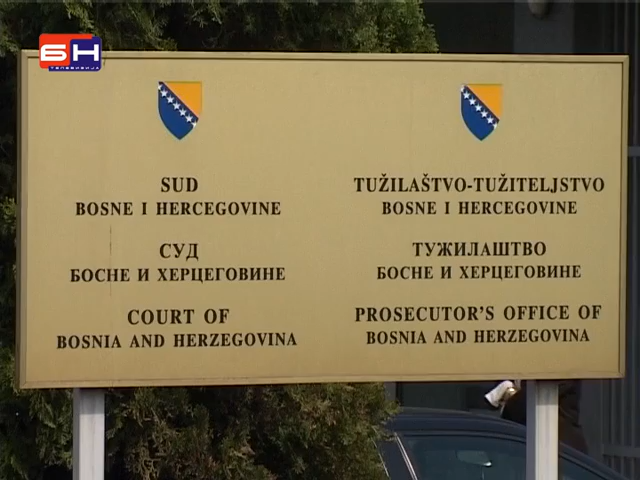 БН
ТЕЛЕВИЗИЈА
SUD
BOSNE I HERCEGOVINE
СУД
БОСНЕ И ХЕРЦЕГОВИНЕ
COURT OF
BOSNIA AND HERZEGOVINA
TUŽILAŠTVO-TUŽITELJSTVO
BOSNE I HERCEGOVINE
ТУЖИЛАШТВО
БОСНЕ И ХЕРЦЕГОВИНЕ
PROSECUTOR'S OFFICE OF
BOSNIA AND HERZEGOVINA